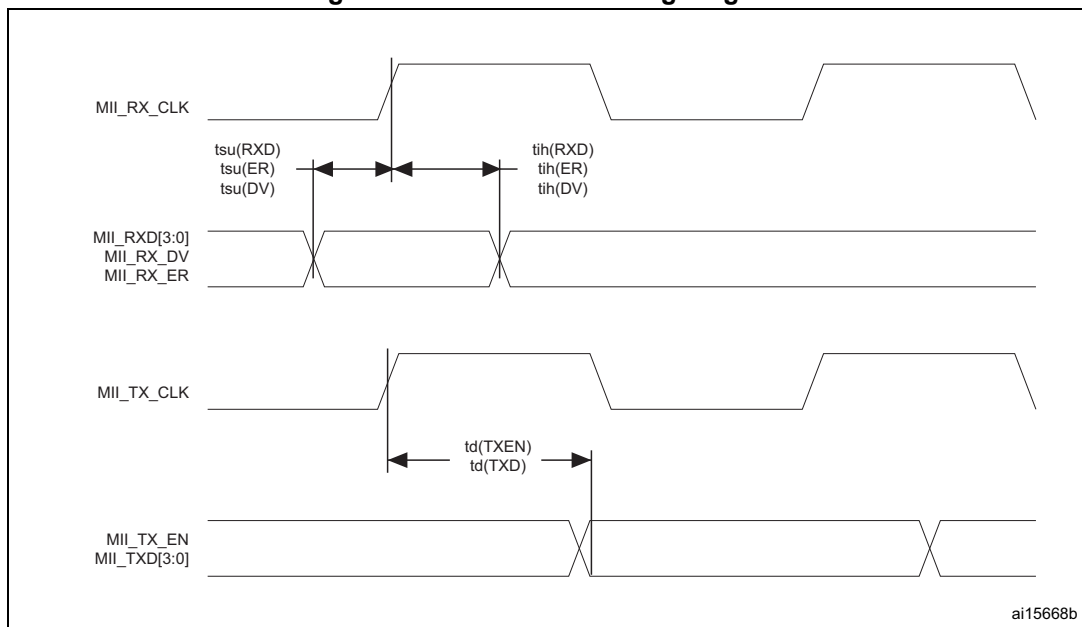 MII_RX_CLK
tsu(RXD)
tsu(ER)
tsu(DV)
tih(RXD)
tih(ER)
tih(DV)
MII_RXD[3:0]
MII_RX_DV
MII_RX_ER
MII_TX_CLK
td(TXEN)
td(TXD)
MII_TX_EN
MII_TXD[3:0]
ai15668b